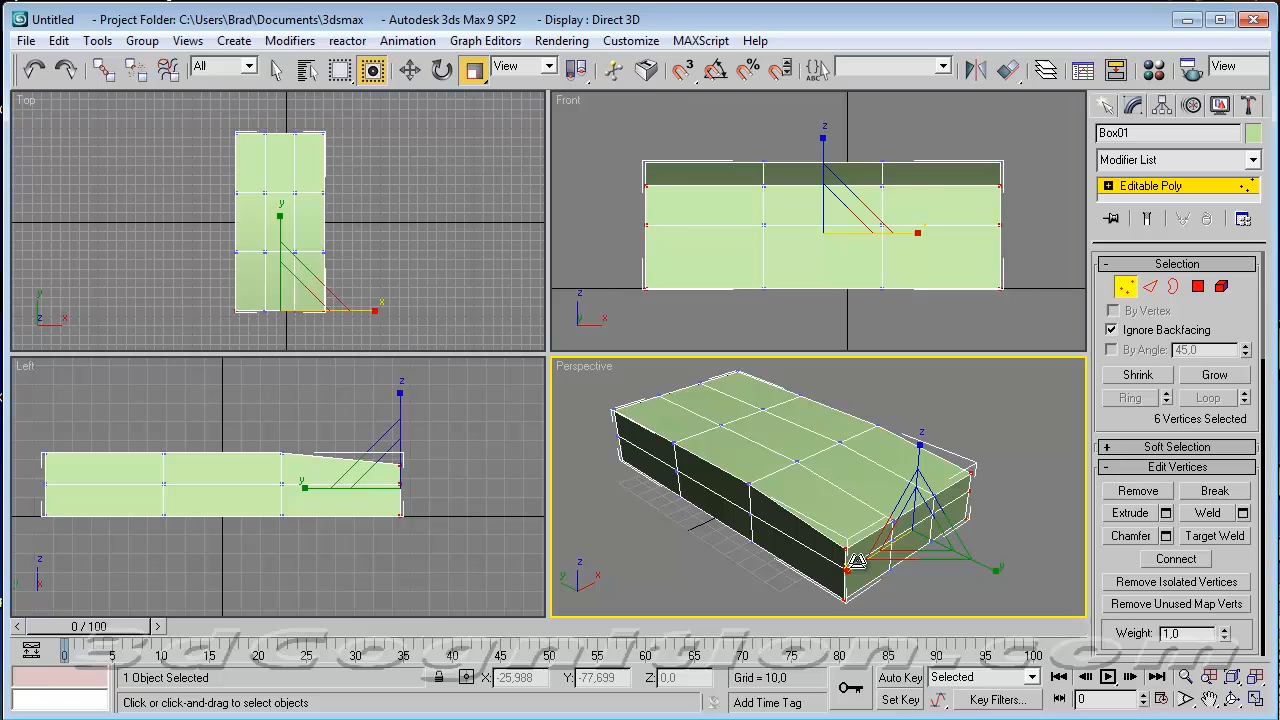 Untitled - Project Folder: C:\Users\Brad\Documents\3dsmax - Autodesk 3ds Max 9 SP2 - Display : Direct 3D
File Edit Tools Group Views Create Modifiers reactor Animation Graph Editors Rendering Customize MAXScript Help
All View 3 % ABC View
Top Front
z
y
x
z
y
z x
z
y x
Box01
Modifier List
Editable Poly
- Selection
By Vertex
Ignore Backfacing
By Angle: 45,0
Shrink Grow
Ring Loop
6 Vertices Selected
+ Soft Selection
- Edit Vertices
Remove Break
Extrude Weld
Chamfer Target Weld
Connect
Remove Isolated Vertices
Remove Unused Map Verts
Weight: 1,0
Left Perspective
z
y
z
y x
z
y
z
y x
< 0 / 100 >
0 5 10 15 20 25 30 35 40 45 50 55 60 65 70 75 80 85 90 95 100
3dCognition.com
1 Object Selected X: -25,988 Y: -77,699 Z: 0,0 Grid = 10,0 Auto Key Selected
Click or click-and-drag to select objects Add Time Tag Set Key Key Filters... 0